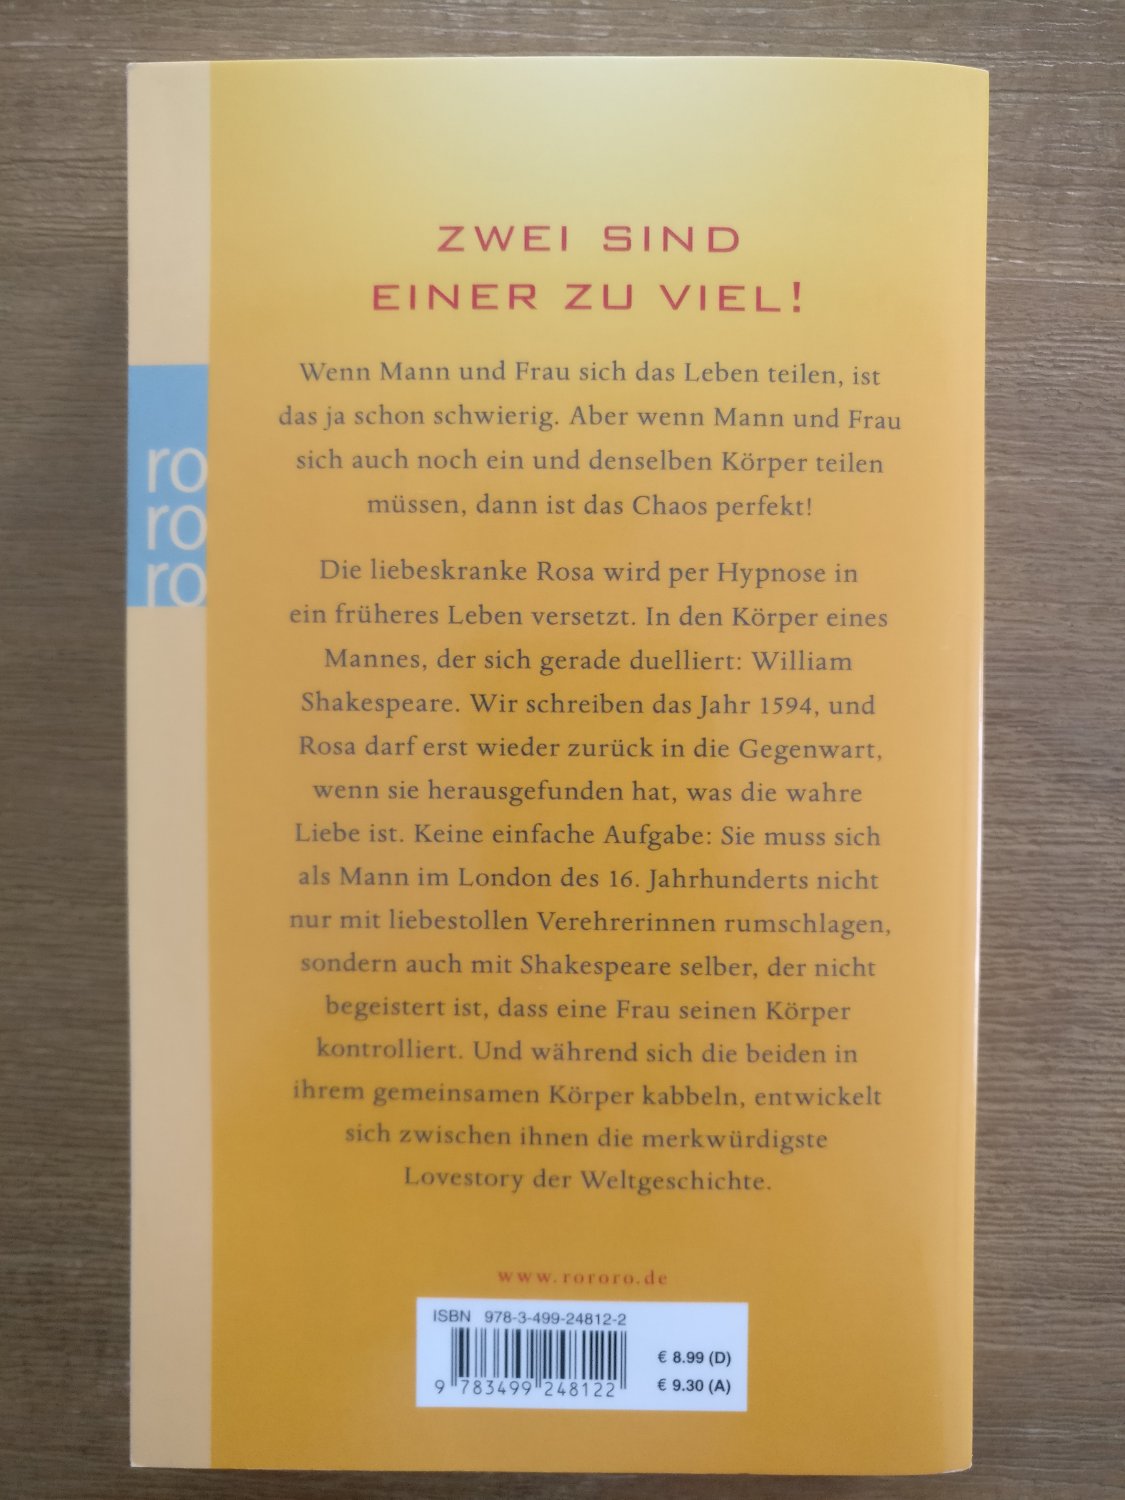 ZWEI SIND
EINER ZU VIEL!
Wenn Mann und Frau sich das Leben teilen, ist
das ja schon schwierig. Aber wenn Mann und Frau
sich auch noch ein und denselben Körper teilen
müssen, dann ist das Chaos perfekt!
Die liebeskranke Rosa wird per Hypnose in
ein früheres Leben versetzt. In den Körper eines
Mannes, der sich gerade duelliert: William
Shakespeare. Wir schreiben das Jahr 1594, und
Rosa darf erst wieder zurück in die Gegenwart,
wenn sie herausgefunden hat, was die wahre
Liebe ist. Keine einfache Aufgabe: Sie muss sich
als Mann im London des 16. Jahrhunderts nicht
nur mit liebestollen Verehrerinnen rumschlagen,
sondern auch mit Shakespeare selber, der nicht
begeistert ist, dass eine Frau seinen Körper
kontrolliert. Und während sich die beiden in
ihrem gemeinsamen Körper kabbeln, entwickelt
sich zwischen ihnen die merkwürdigste
Lovestory der Weltgeschichte.
ro
ro
ro
www.rororo.de
ISBN 978-3-499-24812-2
€ 8.99 (D)
€ 9.30 (A)
9 783499 248122